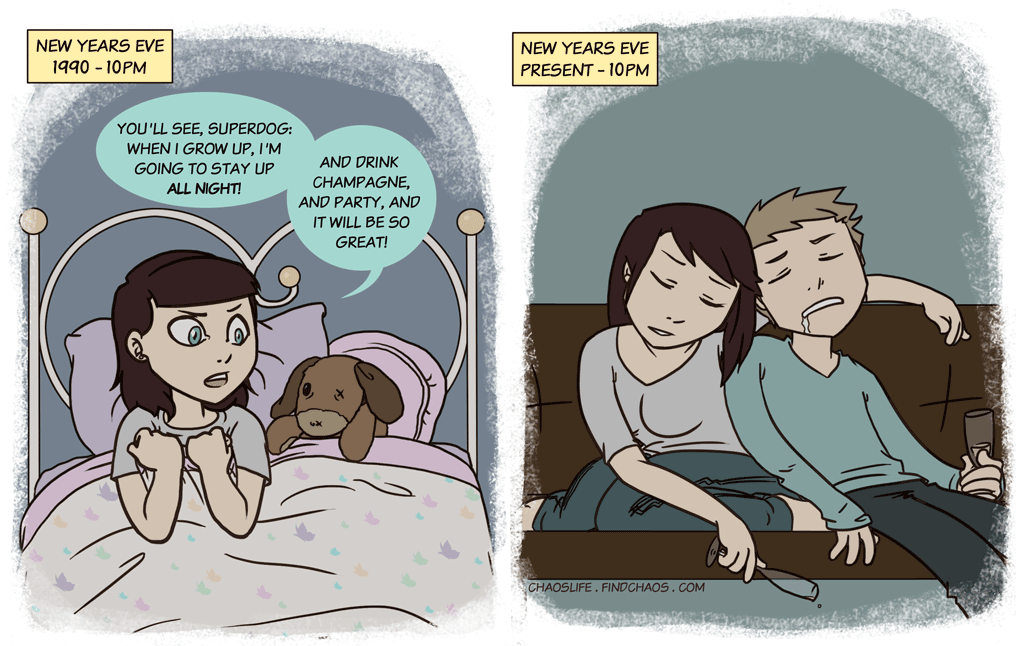 NEW YEARS EVE
1990 - 10PM
YOU'LL SEE, SUPERDOG:
WHEN I GROW UP, I'M
GOING TO STAY UP
ALL NIGHT!
AND DRINK
CHAMPAGNE,
AND PARTY, AND
IT WILL BE SO
GREAT!
NEW YEARS EVE
PRESENT - 10PM
CHAOSLIFE.FINDCHAOS.COM